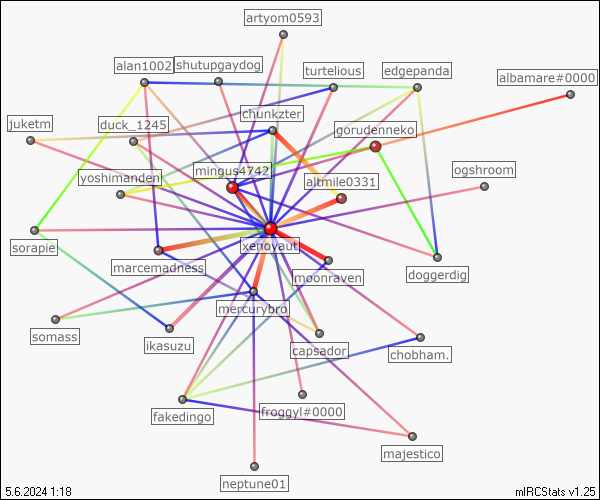 artyom0593
alan1002
shutupgaydog
turtelious
edgepanda
albamare#0000
juketm
duck_1245
chunkzter
gorudenneko
yoshimanden
mingus4742
altmile0331
ogshroom
sorapie
xenoyaut
marcemadness
moonraven
doggerdig
mercurybro
somass
ikasuzu
capsador
chobham.
fakedingo
froggyl#0000
majestico
neptune01
5.6.2024 1:18
mIRCStats v1.25